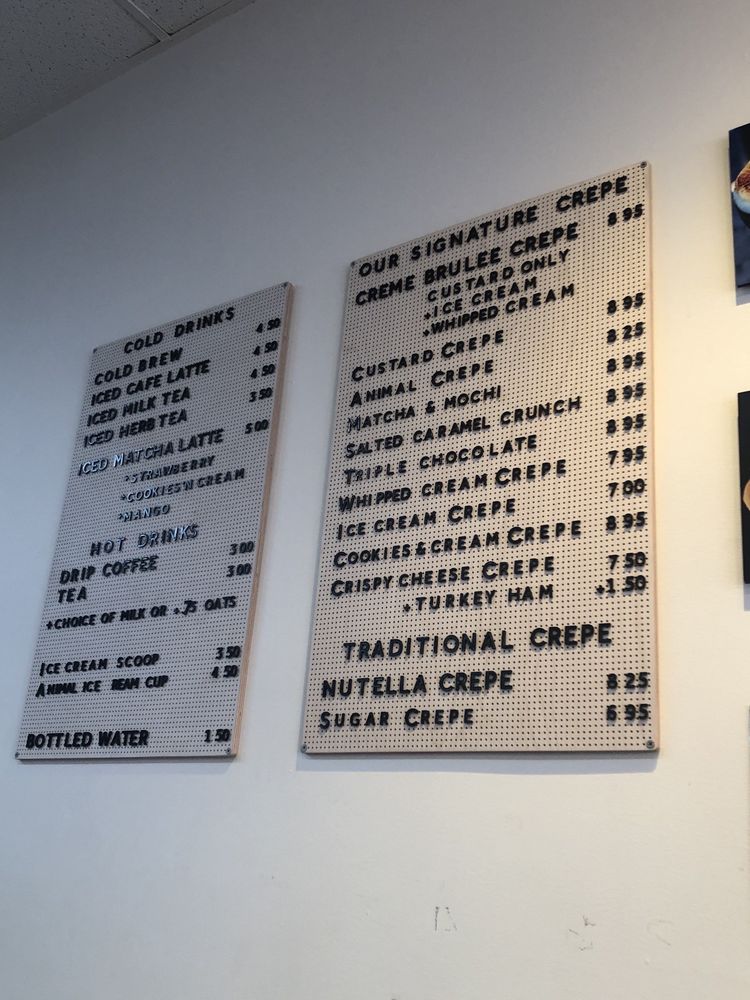 COLD DRINKS
COLD BREW 4 50
ICED CAFE LATTE 4 50
ICED MILK TEA 4 50
ICED HERB TEA 3 50
ICED MATCHA LATTE 5 00
*STRAWBERRY
*COOKIES'N CREAM
*MANGO
HOT DRINKS
DRIP COFFEE 3 00
TEA 3 00
+CHOICE OF MILK OR +.75 OATS
ICE CREAM SCOOP 3 50
ANIMAL ICE REAM CUP 4 50
BOTTLED WATER 1 50
OUR SIGNATURE CREPE
CREME BRULEE CREPE 8 95
CUSTARD ONLY
+ICE CREAM
+WHIPPED CREAM
CUSTARD CREPE 8 95
ANIMAL CREPE 8 25
MATCHA & MOCHI 8 95
SALTED CARAMEL CRUNCH 8 95
TRIPLE CHOCOLATE 8 95
WHIPPED CREAM CREPE 7 95
ICE CREAM CREPE 7 00
COOKIES&CREAM CREPE 8 95
CRISPY CHEESE CREPE 7 50
+TURKEY HAM +1.50
TRADITIONAL CREPE
NUTELLA CREPE 8 25
SUGAR CREPE 6 95